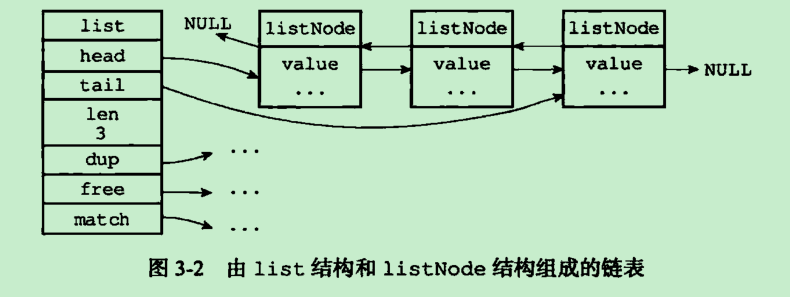 list
head
tail
len
3
dup
free
match
NULL
listNode
value
...
listNode
value
...
listNode
value
...
NULL
...
...
...
图 3-2 由 list 结构和 listNode 结构组成的链表